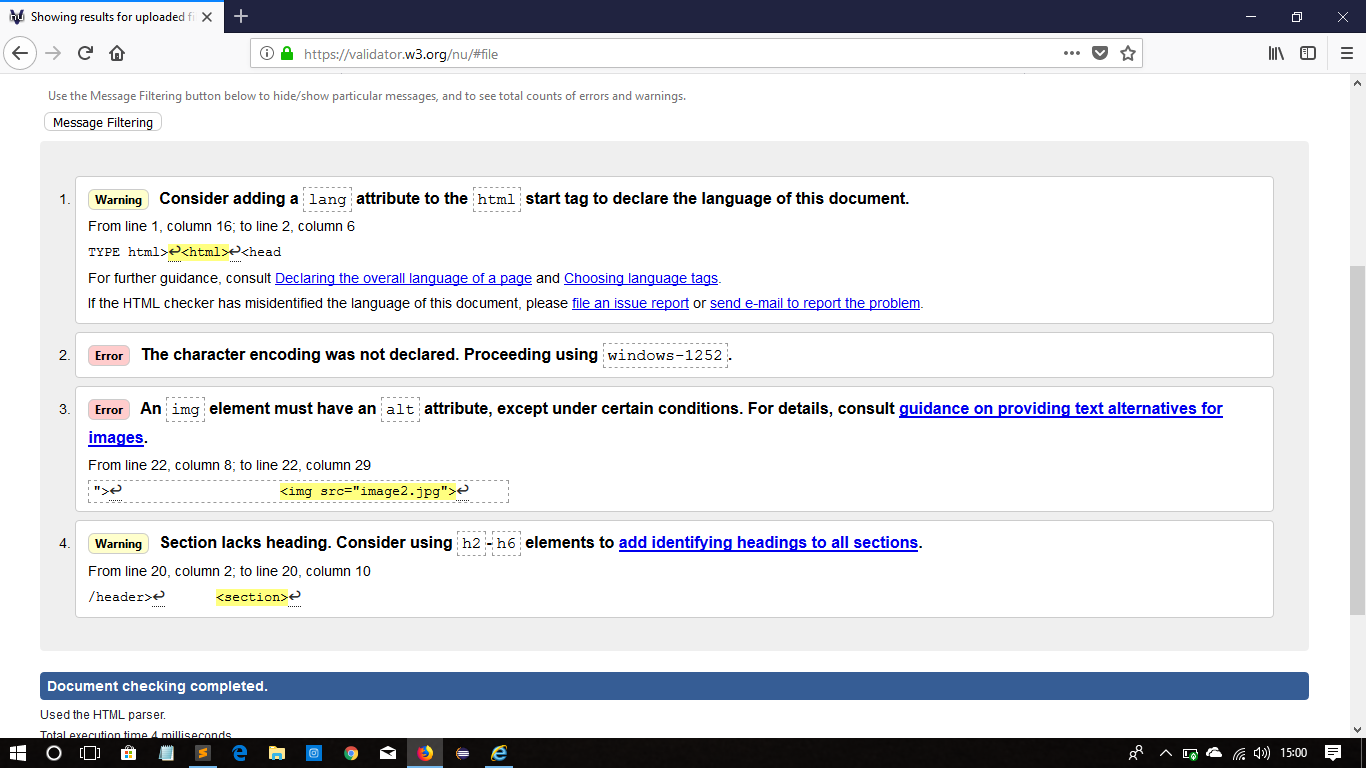 Showing results for uploaded fi
https://validator.w3.org/nu/#file
Use the Message Filtering button below to hide/show particular messages, and to see total counts of errors and warnings.
Message Filtering
1. Warning Consider adding a lang attribute to the html start tag to declare the language of this document.
From line 1, column 16; to line 2, column 6
TYPE html>↩<html>↩<head
For further guidance, consult Declaring the overall language of a page and Choosing language tags.
If the HTML checker has misidentified the language of this document, please file an issue report or send e-mail to report the problem.
2. Error The character encoding was not declared. Proceeding using windows-1252.
3. Error An img element must have an alt attribute, except under certain conditions. For details, consult guidance on providing text alternatives for
images.
From line 22, column 8; to line 22, column 29
">↩ <img src="image2.jpg">↩
4. Warning Section lacks heading. Consider using h2-h6 elements to add identifying headings to all sections.
From line 20, column 2; to line 20, column 10
/header>↩ <section>↩
Document checking completed.
Used the HTML parser.
Total execution time 4 milliseconds
15:00